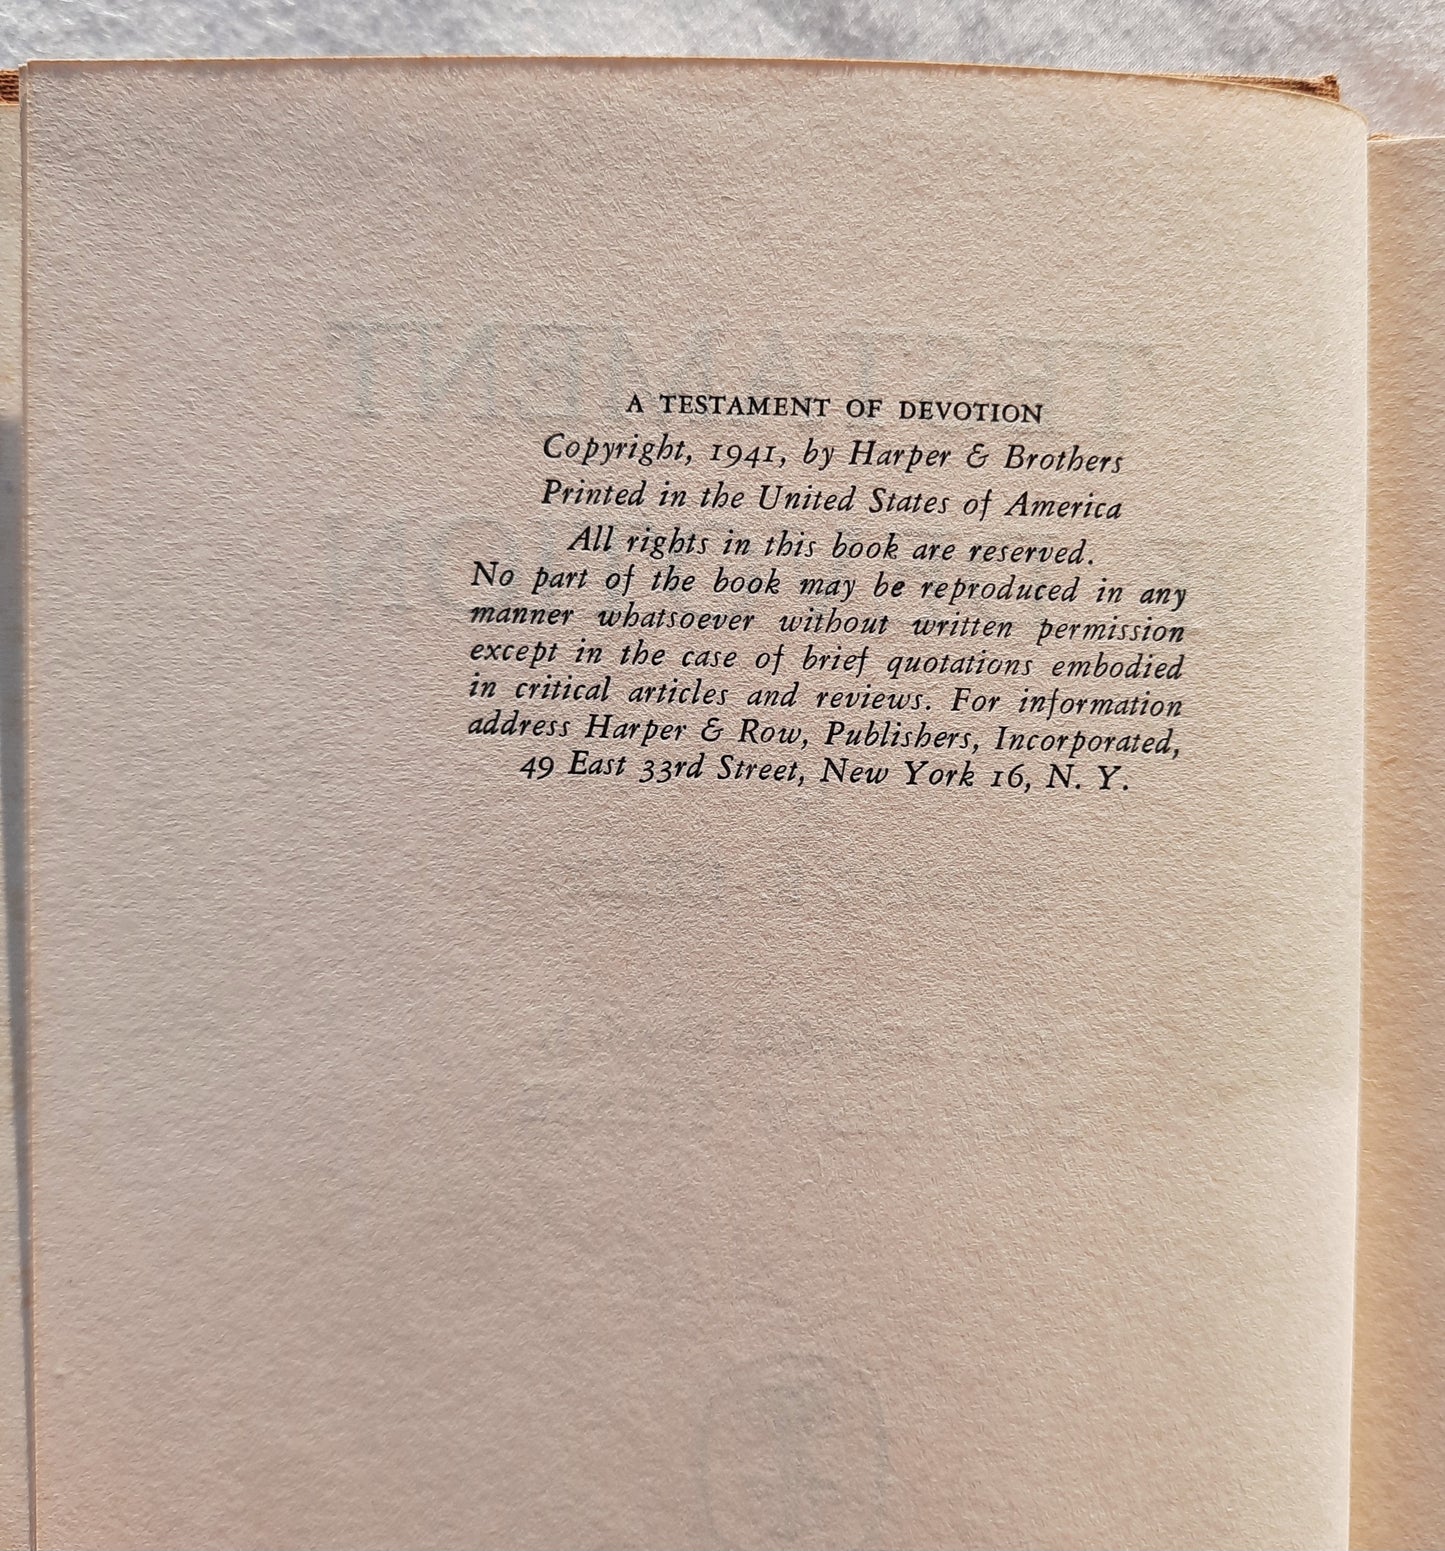 A TESTAMENT OF DEVOTION
Copyright, 1941, by Harper & Brothers
Printed in the United States of America
All rights in this book are reserved.
No part of the book may be reproduced in any
manner whatsoever without written permission
except in the case of brief quotations embodied
in critical articles and reviews. For information
address Harper & Row, Publishers, Incorporated,
49 East 33rd Street, New York 16, N. Y.